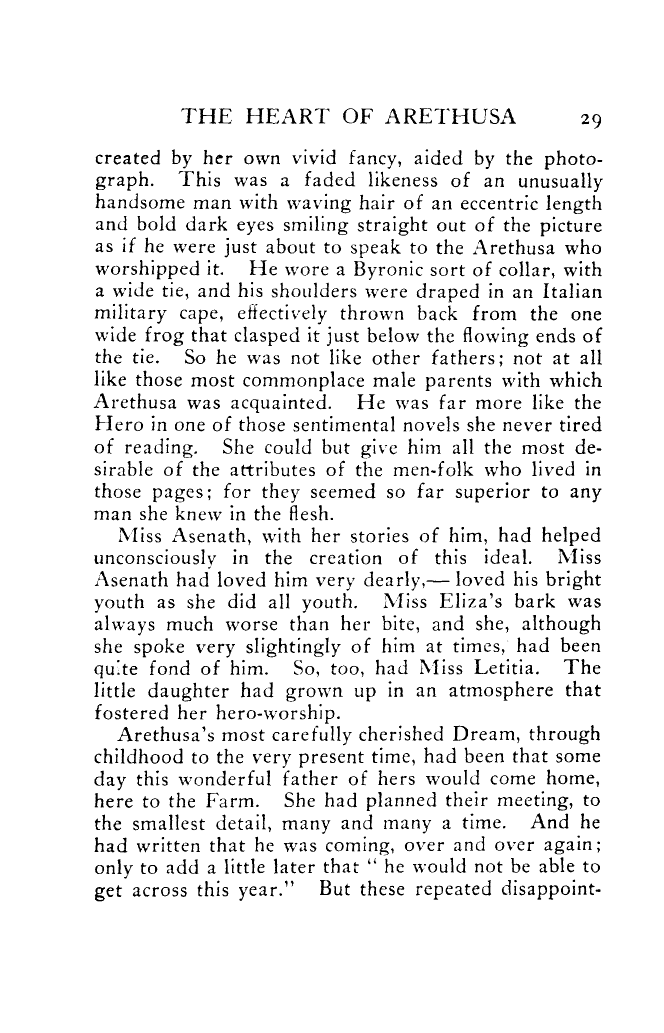 THE HEART OF ARETHUSA 29
created by her own vivid fancy, aided by the photo-
graph. This was a faded likeness of an unusually
handsome man with waving hair of an eccentric length
and bold dark eyes smiling straight out of the picture
as if he were just about to speak to the Arethusa who
worshipped it. He wore a Byronic sort of collar, with
a wide tie, and his shoulders were draped in an Italian
military cape, effectively thrown back from the one
wide frog that clasped it just below the flowing ends of
the tie. So he was not like other fathers; not at all
like those most commonplace male parents with which
Arethusa was acquainted. He was far more like the
Hero in one of those sentimental novels she never tired
of reading. She could but give him all the most de-
sirable of the attributes of the men-folk who lived in
those pages; for they seemed so far superior to any
man she knew in the flesh.
Miss Asenath, with her stories of him, had helped
unconsciously in the creation of this ideal. Miss
Asenath had loved him very dearly,— loved his bright
youth as she did all youth. Miss Eliza's bark was
always much worse than her bite, and she, although
she spoke very slightingly of him at times, had been
quite fond of him. So, too, had Miss Letitia. The
little daughter had grown up in an atmosphere that
fostered her hero-worship.
Arethusa's most carefully cherished Dream, through
childhood to the very present time, had been that some
day this wonderful father of hers would come home,
here to the Farm. She had planned their meeting, to
the smallest detail, many and many a time. And he
had written that he was coming, over and over again;
only to add a little later that " he would not be able to
get across this year." But these repeated disappoint-